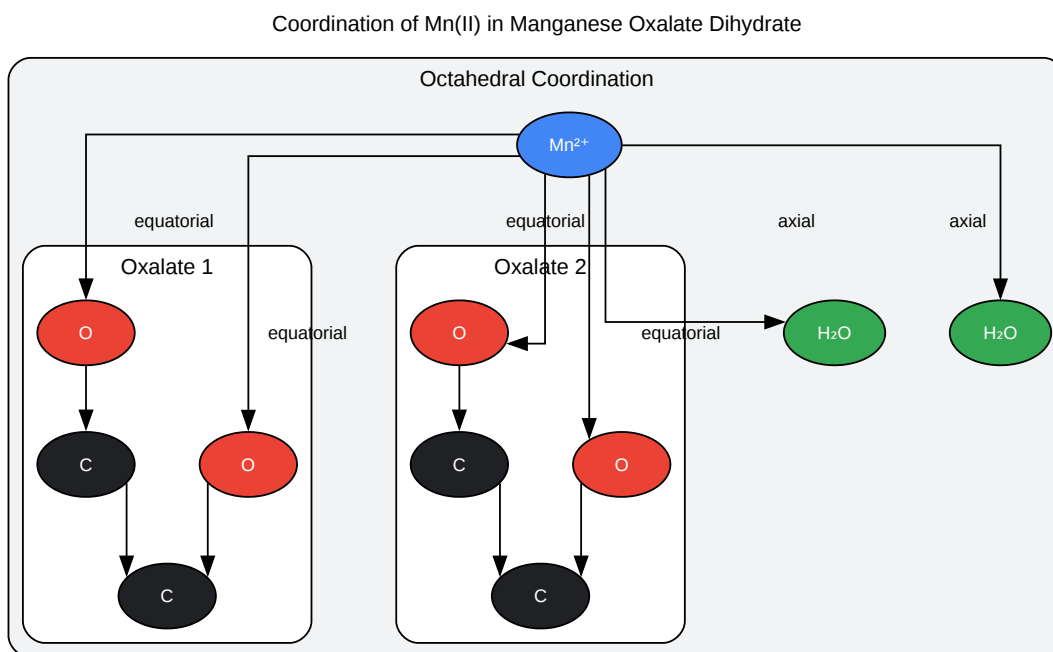 Coordination of Mn(II) in Manganese Oxalate Dihydrate
Octahedral Coordination
Mn²⁺
equatorial
equatorial
axial
axial
Oxalate 1
Oxalate 2
O
equatorial
O
equatorial
H₂O
H₂O
C
O
C
O
C
C